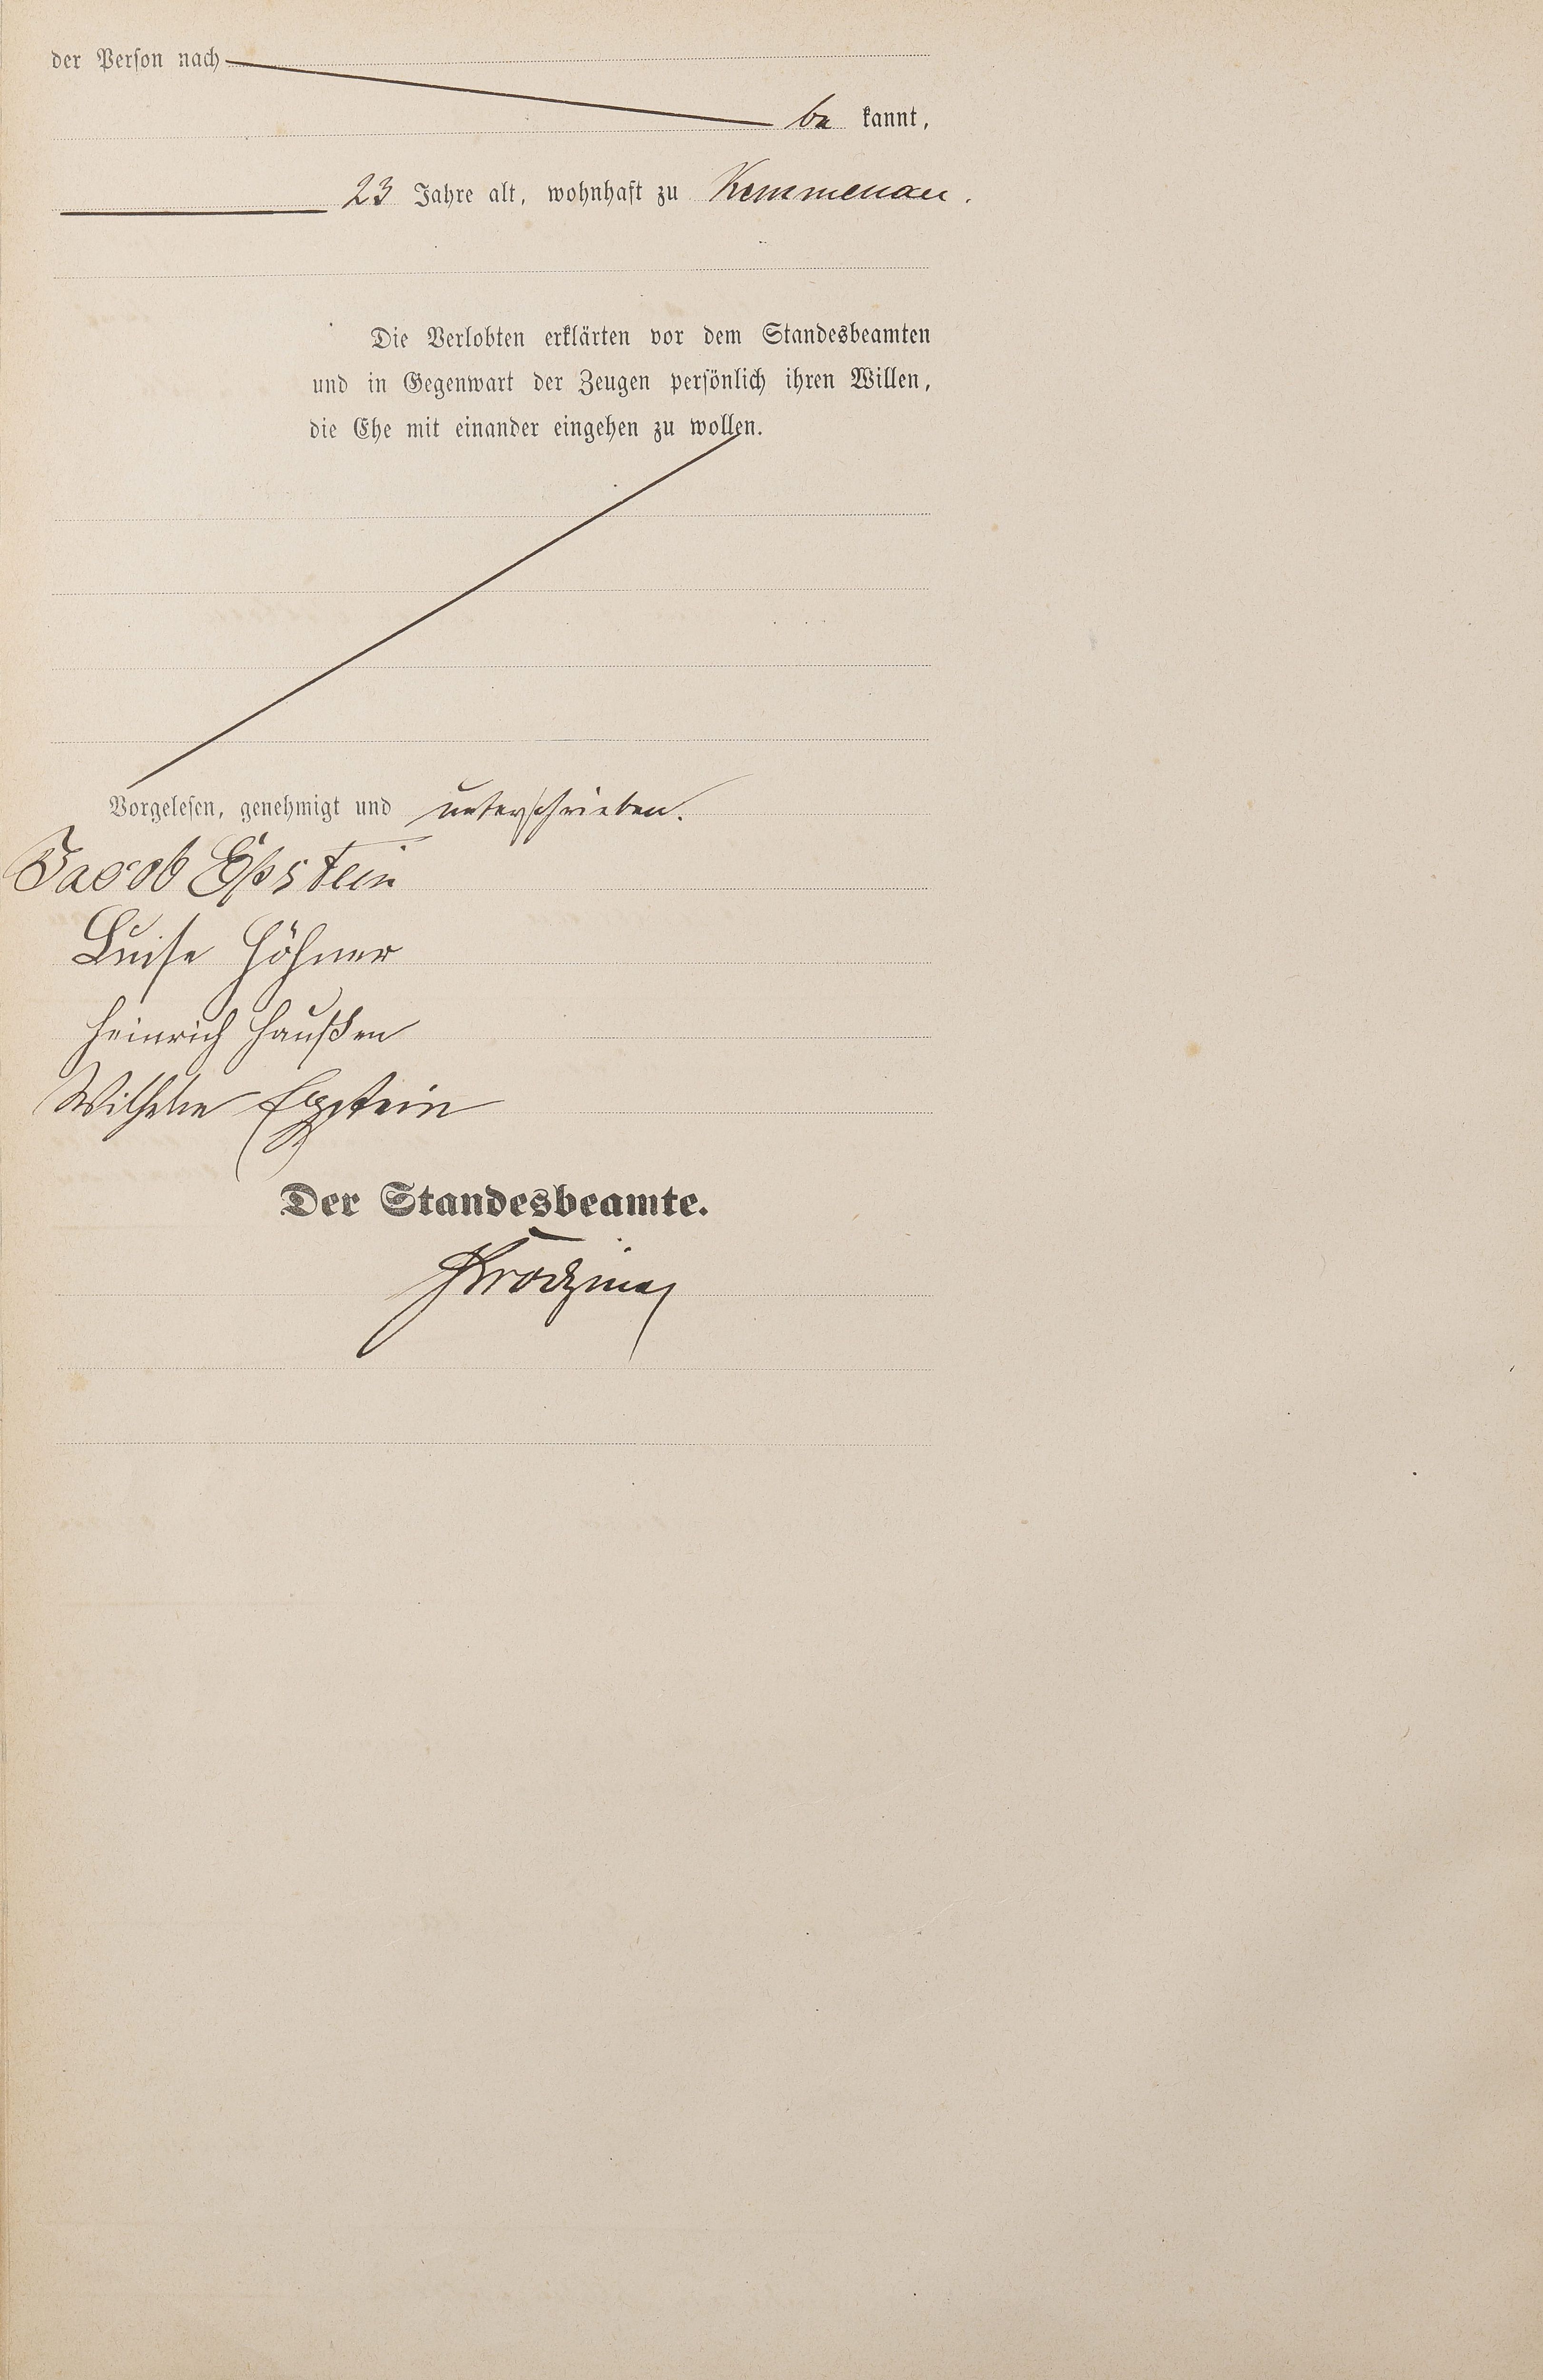 der Person nach
be kannt,
23 Jahre alt, wohnhaft zu Kemmenau.
Die Verlobten erklärten vor dem Standesbeamten
und in Gegenwart der Zeugen persönlich ihren Willen,
die Ehe mit einander eingehen zu wollen.
Vorgelesen, genehmigt und unterschrieben.
Jacob Epstein
Luise Höhner
Heinrich
Wilhelm Epstein
Der Standesbeamte.